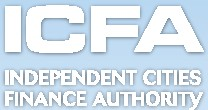 ICFA
INDEPENDENT CITIES
FINANCE AUTHORITY